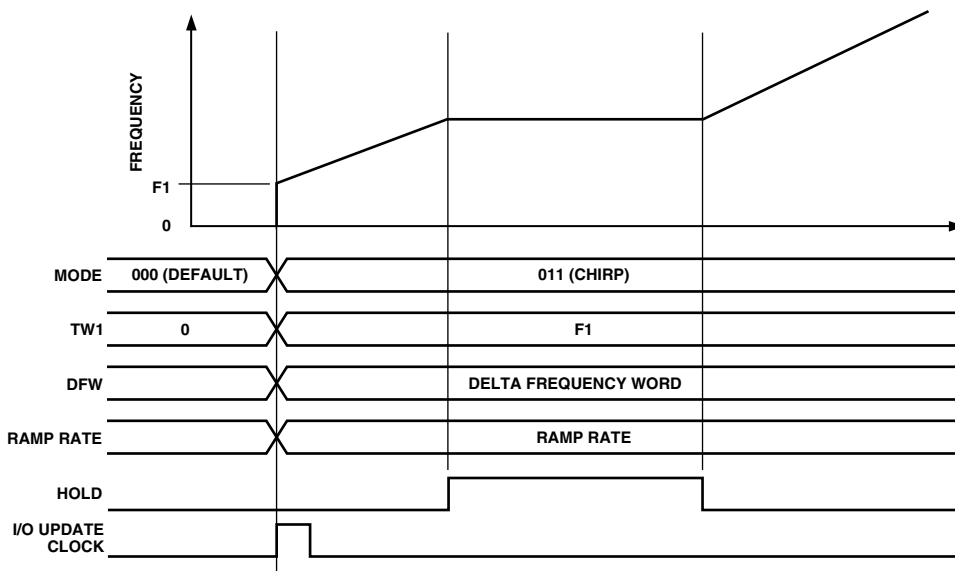 FREQUENCY
F1
0
MODE 000 (DEFAULT) 011 (CHIRP)
TW1 0 F1
DFW DELTA FREQUENCY WORD
RAMP RATE RAMP RATE
HOLD
I/O UPDATE
CLOCK